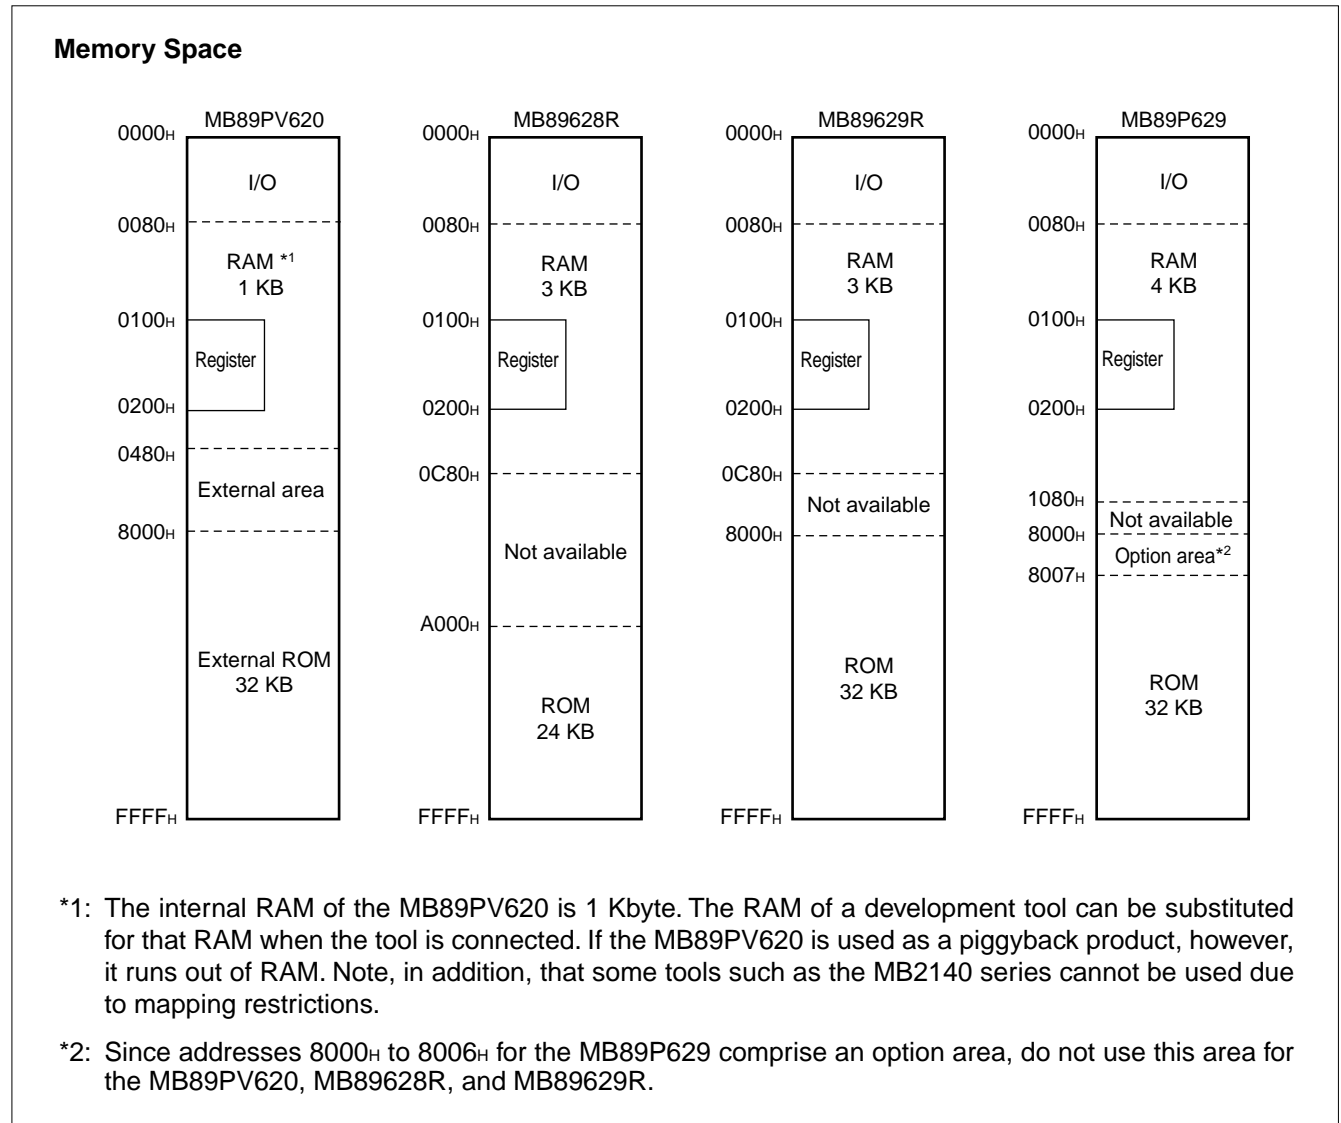 Memory Space
MB89PV620
0000H
I/O
0080H
RAM *1
1 KB
0100H
Register
0200H
0480H
External area
8000H
External ROM
32 KB
FFFFH
MB89628R
0000H
I/O
0080H
RAM
3 KB
0100H
Register
0200H
0C80H
Not available
A000H
ROM
24 KB
FFFFH
MB89629R
0000H
I/O
0080H
RAM
3 KB
0100H
Register
0200H
0C80H
Not available
8000H
ROM
32 KB
FFFFH
MB89P629
0000H
I/O
0080H
RAM
4 KB
0100H
Register
0200H
1080H
Not available
8000H
Option area*2
8007H
ROM
32 KB
FFFFH
*1: The internal RAM of the MB89PV620 is 1 Kbyte. The RAM of a development tool can be substituted
for that RAM when the tool is connected. If the MB89PV620 is used as a piggyback product, however,
it runs out of RAM. Note, in addition, that some tools such as the MB2140 series cannot be used due
to mapping restrictions.
*2: Since addresses 8000H to 8006H for the MB89P629 comprise an option area, do not use this area for
the MB89PV620, MB89628R, and MB89629R.